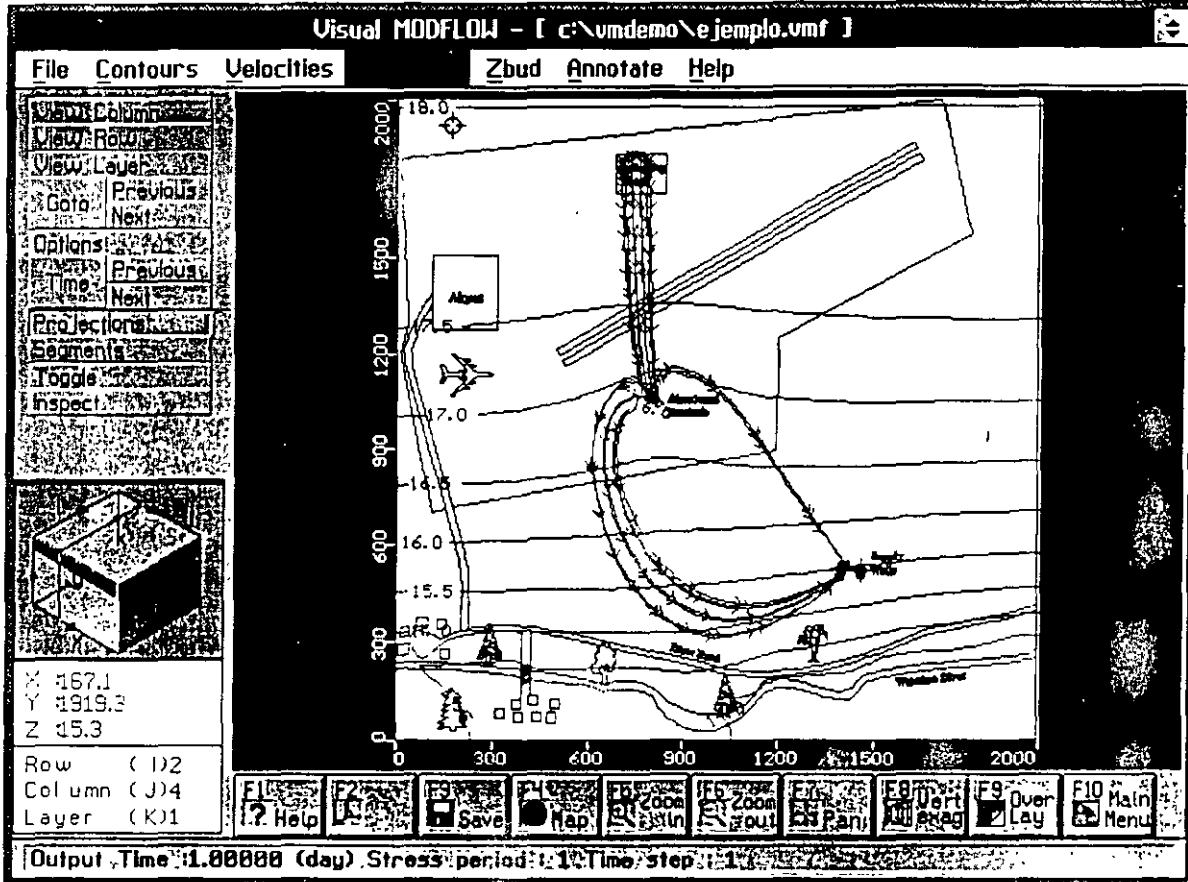 Visual MODFLOW - [ c:\vmdemo\ejemplo.vmf ]
File Contours Velocities Zbud Annotate Help
View Column
View Row
View Layer
Goto Previous
Next
Options
Time Previous
Next
Projections
Segments
Toggle
Inspect
X :167.1
Y :1919.3
Z :15.3
Row (I)2
Column (J)4
Layer (K)1
2000
1500
1200
900
600
300
0
18.0
17.0
16.0
15.5
0 300 600 900 1200 1500 2000
F1 ? Help
F2
F3 Save
F4 Map
F5 Zoom in
F6 Zoom out
F7 Pan
F8 Vert exag
F9 Over Lay
F10 Main Menu
Output Time :1.00000 (day) Stress period : 1 Time step : 1